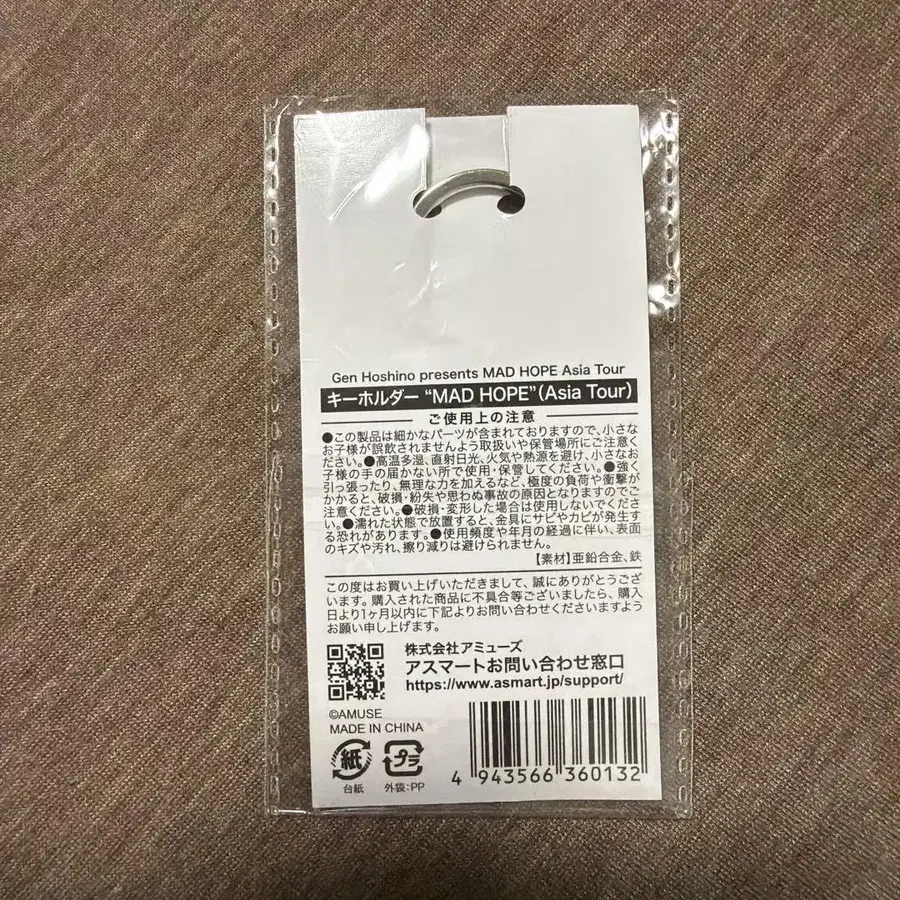 Gen Hoshino presents MAD HOPE Asia Tour
キーホルダー “MAD HOPE”(Asia Tour)
ご使用上の注意
●この製品は細かなパーツが含まれておりますので、小さな
お子様が誤飲されませんよう取扱いや保管場所にご注意く
ださい。●高温多湿、直射日光、火気や熱源を避け、小さなお
子様の手の届かない所で使用・保管してください。●強く
引っ張ったり、無理な力を加えるなど、極度の負荷や衝撃が
かかると、破損・紛失や思わぬ事故の原因となりますのでご
注意ください。●破損・変形した場合は使用しないでくださ
い。●濡れた状態で放置すると、金具にサビやカビが発生す
る恐れがあります。●使用頻度や年月の経過に伴い、表面
のキズや汚れ、擦り減りは避けられません。
【素材】亜鉛合金、鉄
この度はお買い上げいただきまして、誠にありがとうござ
います。購入された商品に不具合等ございましたら、購入
日より1ヶ月以内に下記よりお問い合わせくださいますよう
お願い申し上げます。
株式会社アミューズ
アスマートお問い合わせ窓口
https://www.asmart.jp/support/
©AMUSE
MADE IN CHINA
紙
プラ
台紙
外袋:PP
4 943566 360132